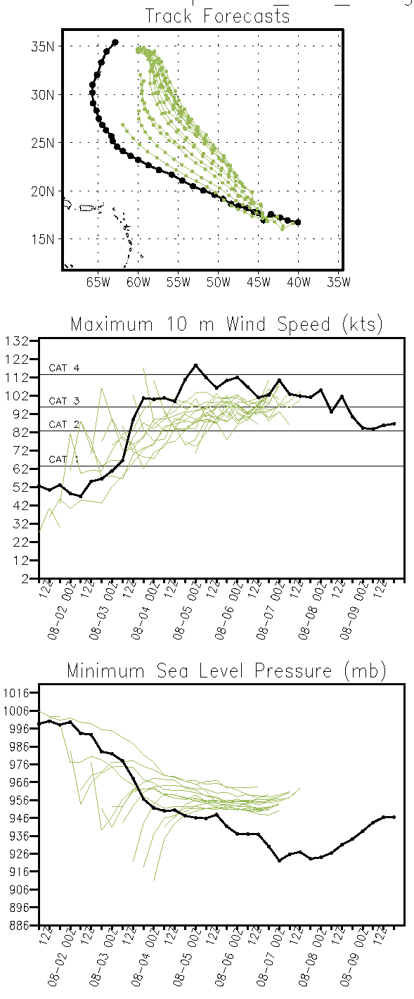 Track Forecasts
35N
30N
25N
20N
15N
65W 60W 55W 50W 45W 40W 35W
Maximum 10 m Wind Speed (kts)
132
122
112
102
92
82
72
62
52
42
32
22
12
2
CAT 4
CAT 3
CAT 2
CAT 1
12Z 08-02 00Z 12Z 08-03 00Z 12Z 08-04 00Z 12Z 08-05 00Z 12Z 08-06 00Z 12Z 08-07 00Z 12Z 08-08 00Z 12Z 08-09 00Z 12Z
Minimum Sea Level Pressure (mb)
1016
1006
996
986
976
966
956
946
936
926
916
906
896
886
12Z 08-02 00Z 12Z 08-03 00Z 12Z 08-04 00Z 12Z 08-05 00Z 12Z 08-06 00Z 12Z 08-07 00Z 12Z 08-08 00Z 12Z 08-09 00Z 12Z